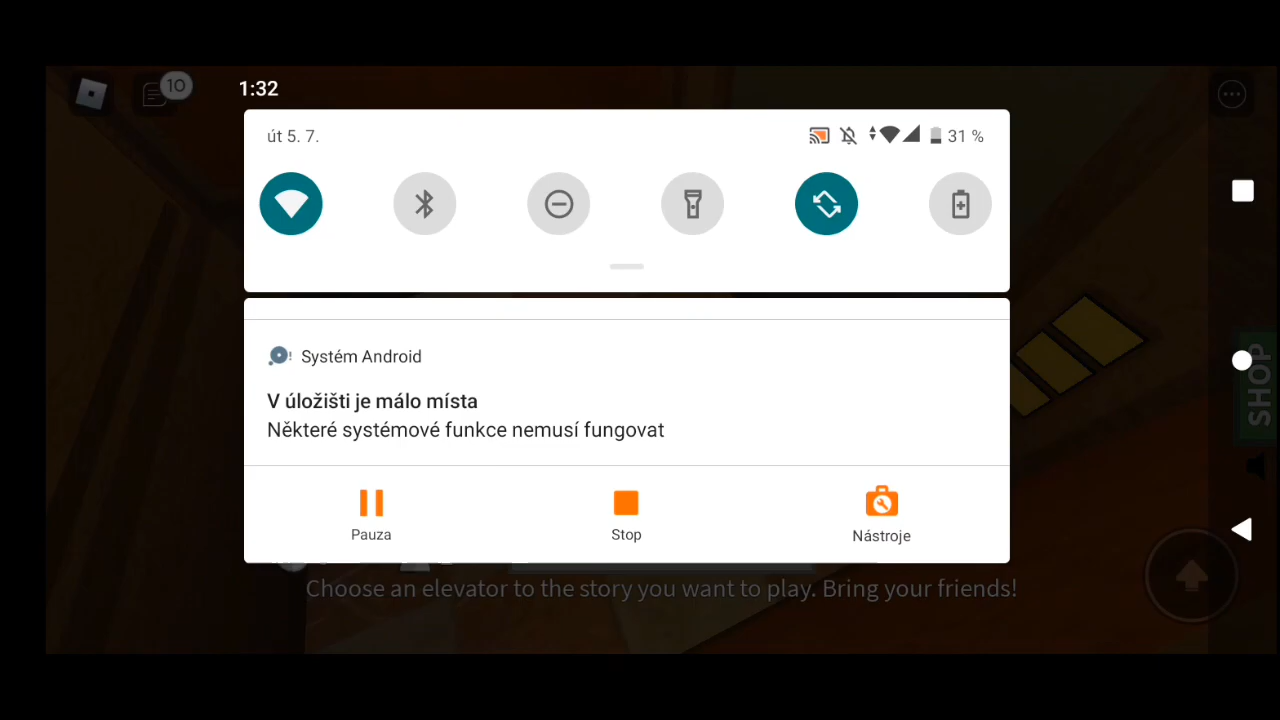 10
1:32
út 5. 7.
31 %
Systém Android
V úložišti je málo místa
Některé systémové funkce nemusí fungovat
Pauza
Stop
Nástroje
SHOP
Choose an elevator to the story you want to play. Bring your friends!